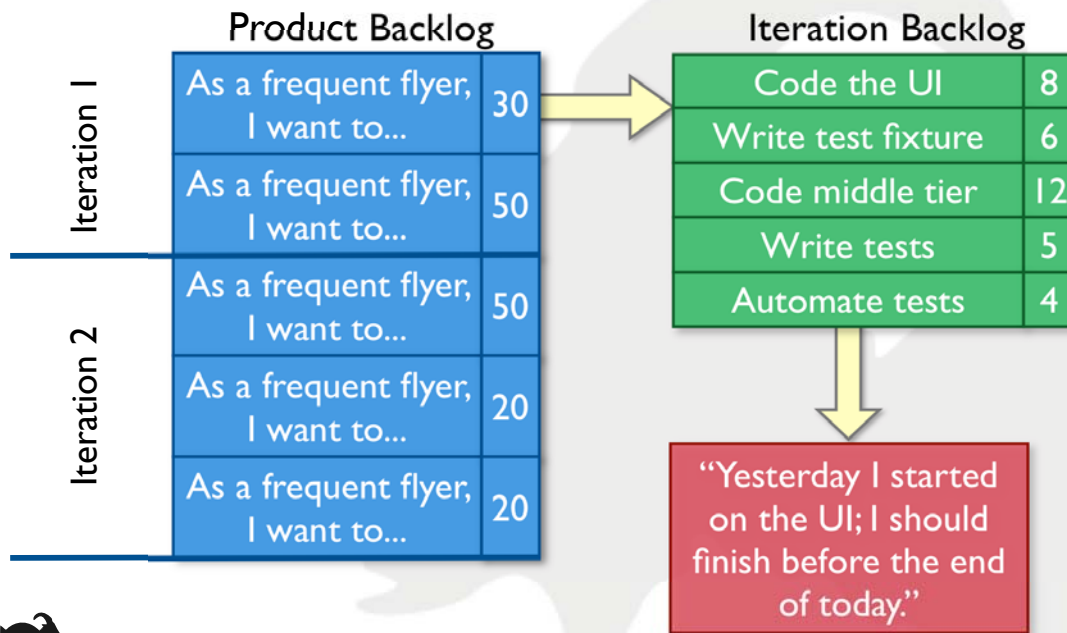 Product Backlog
Iteration 1
As a frequent flyer,
I want to...
30
As a frequent flyer,
I want to...
50
Iteration 2
As a frequent flyer,
I want to...
50
As a frequent flyer,
I want to...
20
As a frequent flyer,
I want to...
20
Iteration Backlog
Code the UI 8
Write test fixture 6
Code middle tier 12
Write tests 5
Automate tests 4
“Yesterday I started
on the UI; I should
finish before the end
of today.”